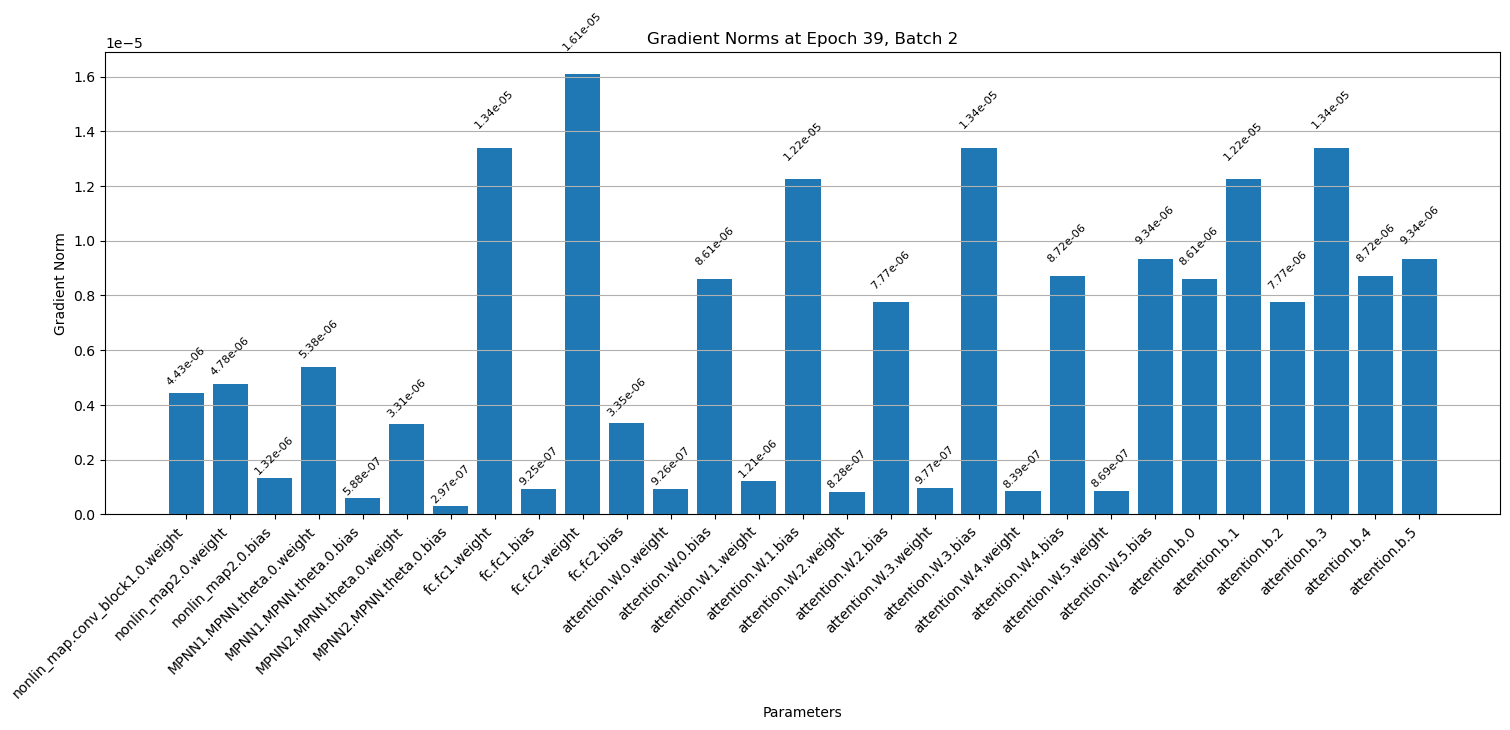 Gradient Norms at Epoch 39, Batch 2
1e−5
1.6
1.4
1.2
1.0
0.8
0.6
0.4
0.2
0.0
Gradient Norm
4.43e-06
4.78e-06
1.32e-06
5.38e-06
5.88e-07
3.31e-06
2.97e-07
1.34e-05
9.25e-07
1.61e-05
3.35e-06
9.26e-07
8.61e-06
1.21e-06
1.22e-05
8.28e-07
7.77e-06
9.77e-07
1.34e-05
8.39e-07
8.72e-06
8.69e-07
9.34e-06
8.61e-06
1.22e-05
7.77e-06
1.34e-05
8.72e-06
9.34e-06
nonlin_map.conv_block1.0.weight
nonlin_map2.0.weight
nonlin_map2.0.bias
MPNN1.MPNN.theta.0.weight
MPNN1.MPNN.theta.0.bias
MPNN2.MPNN.theta.0.weight
MPNN2.MPNN.theta.0.bias
fc.fc1.weight
fc.fc1.bias
fc.fc2.weight
fc.fc2.bias
attention.W.0.weight
attention.W.0.bias
attention.W.1.weight
attention.W.1.bias
attention.W.2.weight
attention.W.2.bias
attention.W.3.weight
attention.W.3.bias
attention.W.4.weight
attention.W.4.bias
attention.W.5.weight
attention.W.5.bias
attention.b.0
attention.b.1
attention.b.2
attention.b.3
attention.b.4
attention.b.5
Parameters